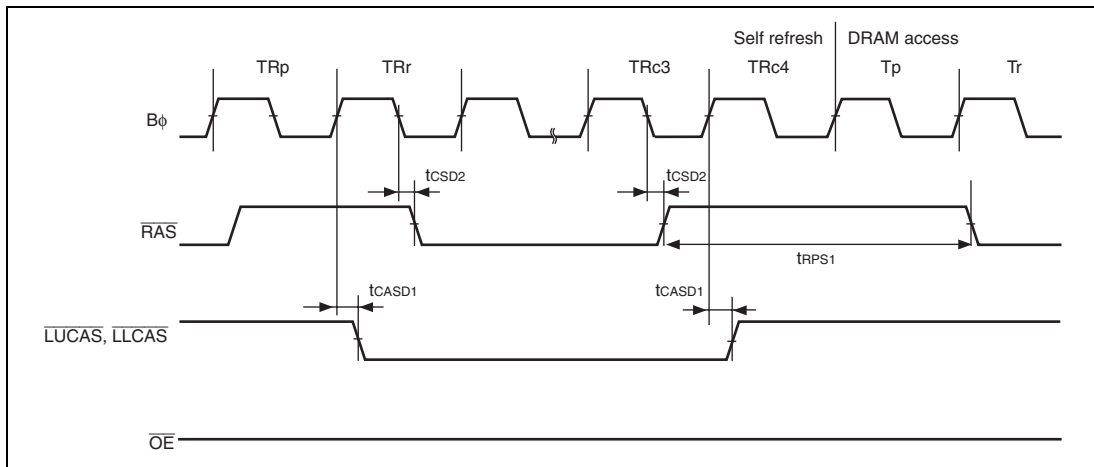 Self refresh DRAM access
TRp TRr TRc3 TRc4 Tp Tr
Bϕ
tCSD2 tCSD2
RAS
tRPS1
tCASD1 tCASD1
LUCAS, LLCAS
OE